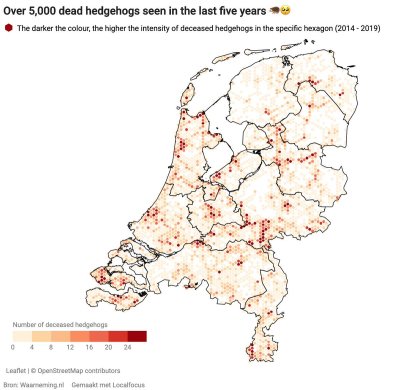 Over 5,000 dead hedgehogs seen in the last five years 🦔🥺
The darker the colour, the higher the intensity of deceased hedgehogs in the specific hexagon (2014 - 2019)
Number of deceased hedgehogs
0 4 8 12 16 20 24
Leaflet | © OpenStreetMap contributors
Bron: Waarneming.nl Gemaakt met Localfocus